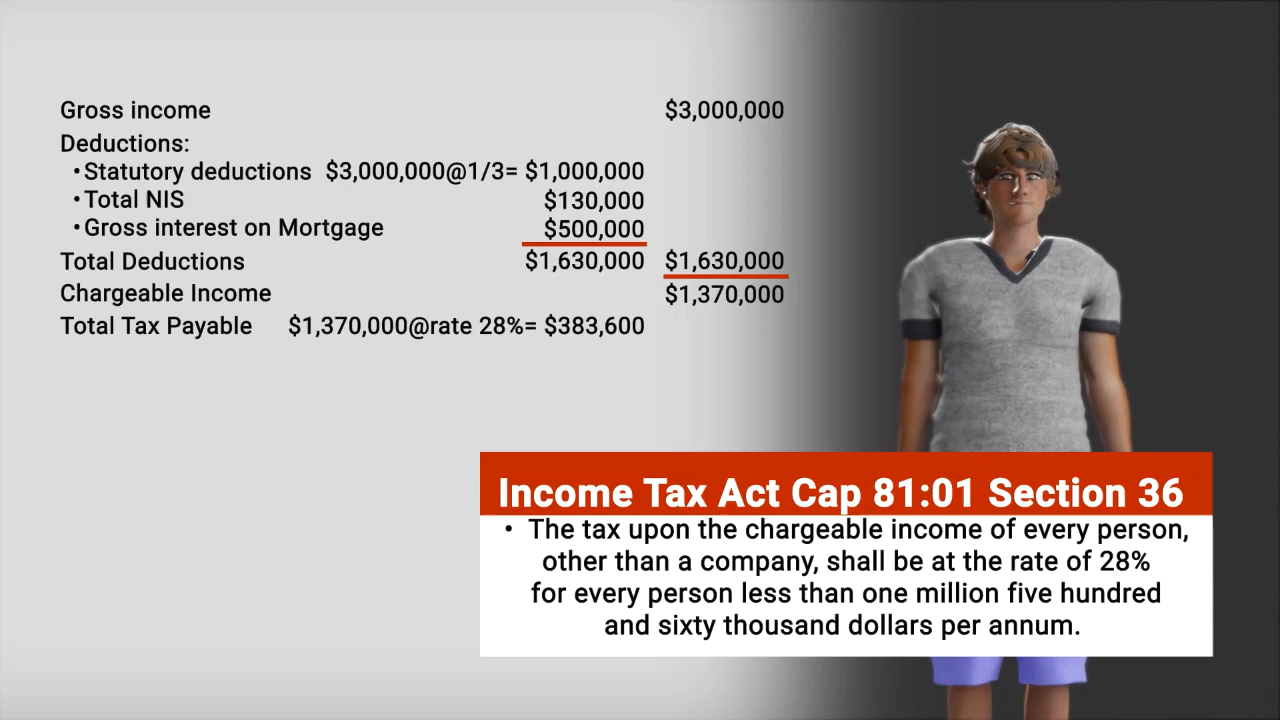 Gross income $3,000,000
Deductions:
• Statutory deductions $3,000,000@1/3= $1,000,000
• Total NIS $130,000
• Gross interest on Mortgage $500,000
Total Deductions $1,630,000 $1,630,000
Chargeable Income $1,370,000
Total Tax Payable $1,370,000@rate 28%= $383,600
Income Tax Act Cap 81:01 Section 36
• The tax upon the chargeable income of every person,
other than a company, shall be at the rate of 28%
for every person less than one million five hundred
and sixty thousand dollars per annum.